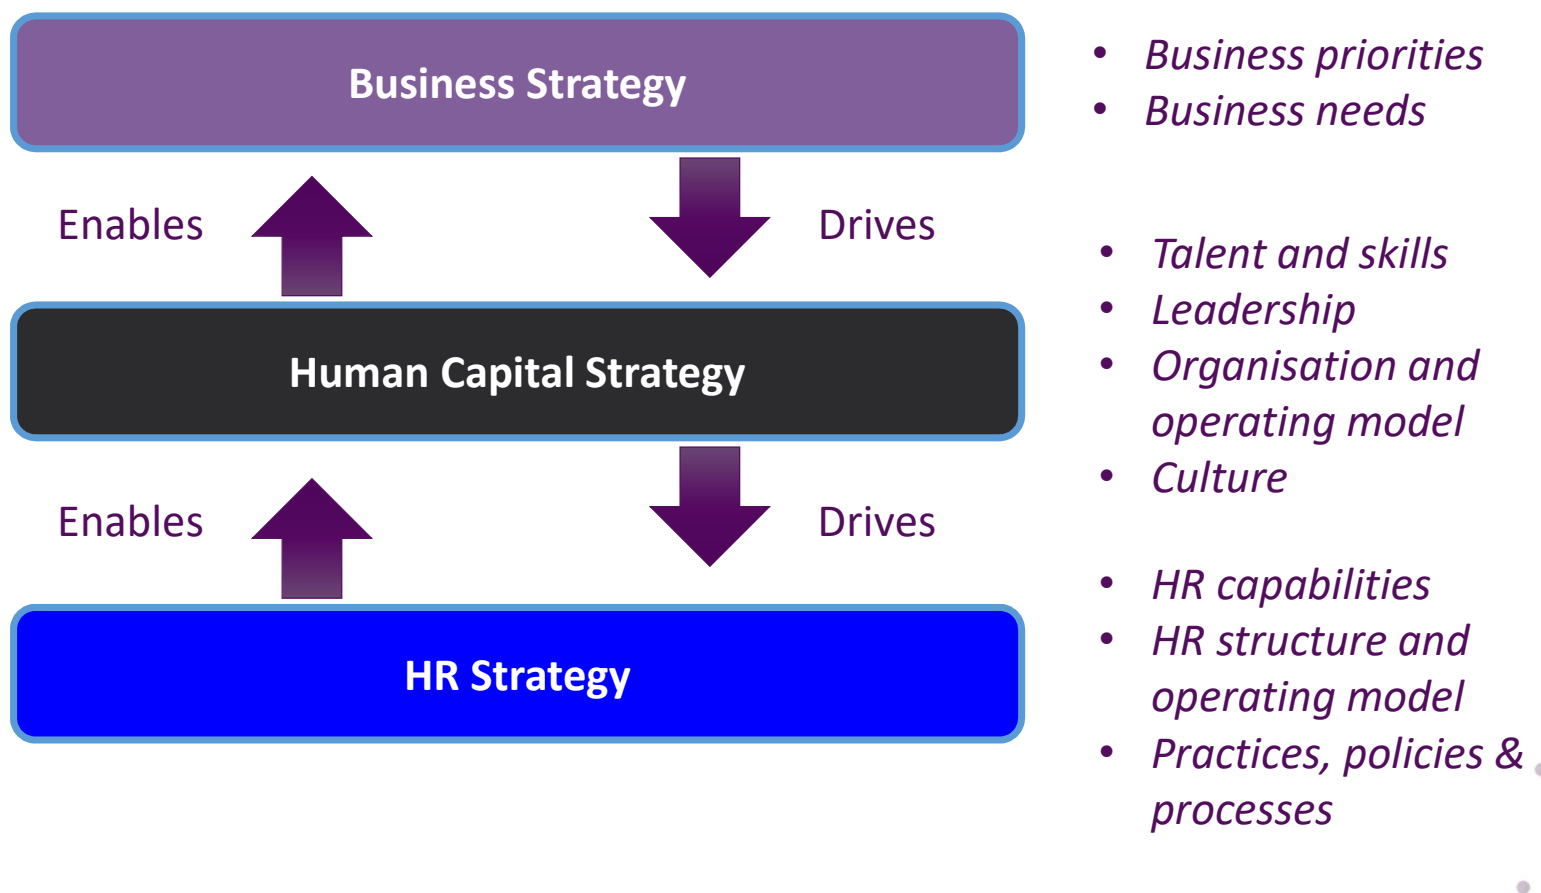 Business Strategy
• Business priorities
• Business needs
Enables
Drives
Human Capital Strategy
• Talent and skills
• Leadership
• Organisation and
operating model
• Culture
Enables
Drives
HR Strategy
• HR capabilities
• HR structure and
operating model
• Practices, policies &
processes